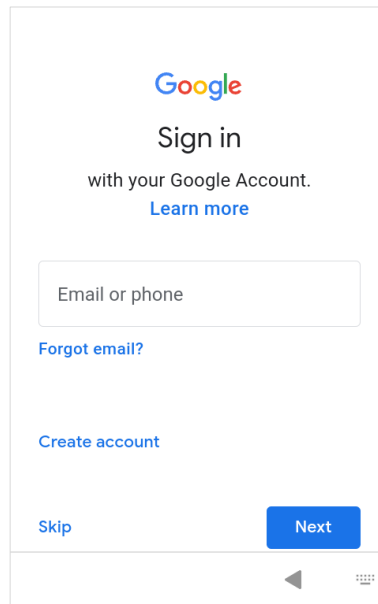 Google
Sign in
with your Google Account.
Learn more
Email or phone
Forgot email?
Create account
Skip
Next